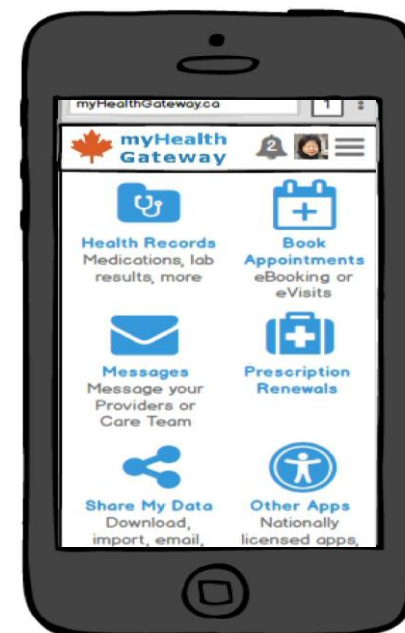 myHealthGateway.ca
1
myHealth
Gateway
2
Health Records
Medications, lab
results, more
Book
Appointments
eBooking or
eVisits
Messages
Message your
Providers or
Care Team
Prescription
Renewals
Share My Data
Download,
import, email,
Other Apps
Nationally
licensed apps,